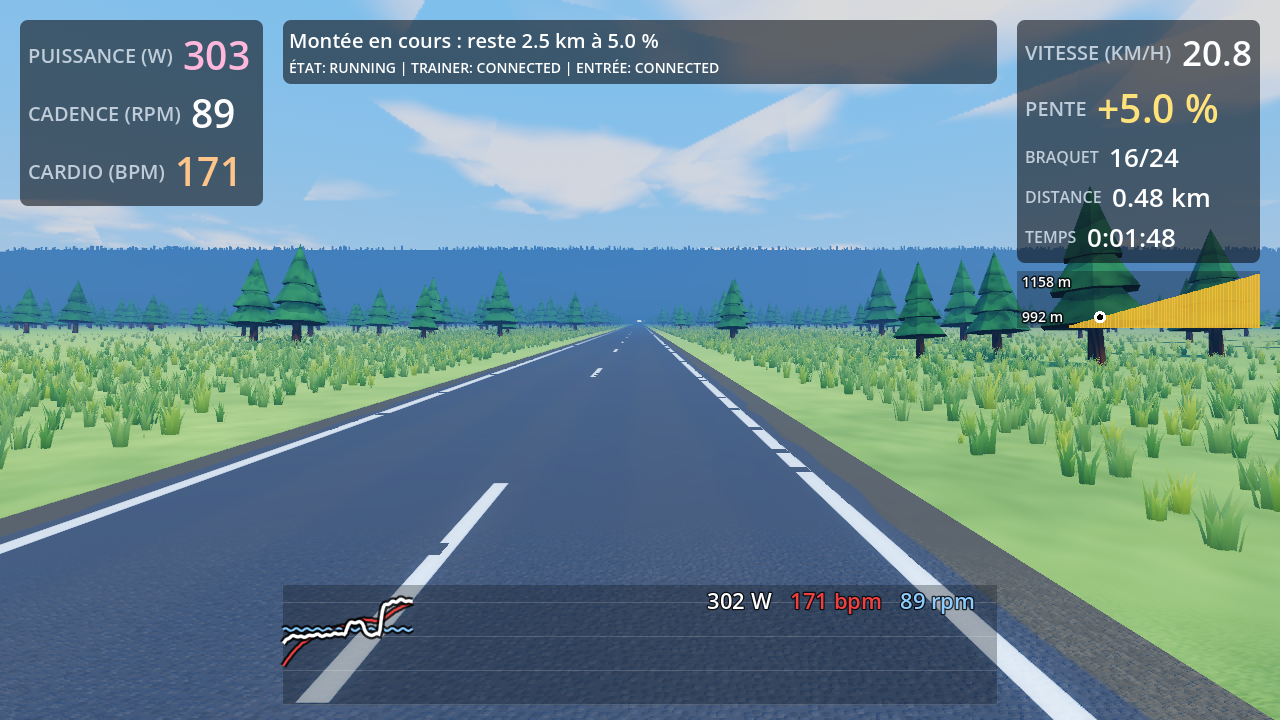 PUISSANCE (W) 303
CADENCE (RPM) 89
CARDIO (BPM) 171
Montée en cours : reste 2.5 km à 5.0 %
ÉTAT: RUNNING | TRAINER: CONNECTED | ENTRÉE: CONNECTED
VITESSE (KM/H) 20.8
PENTE +5.0 %
BRAQUET 16/24
DISTANCE 0.48 km
TEMPS 0:01:48
1158 m
992 m
302 W 171 bpm 89 rpm